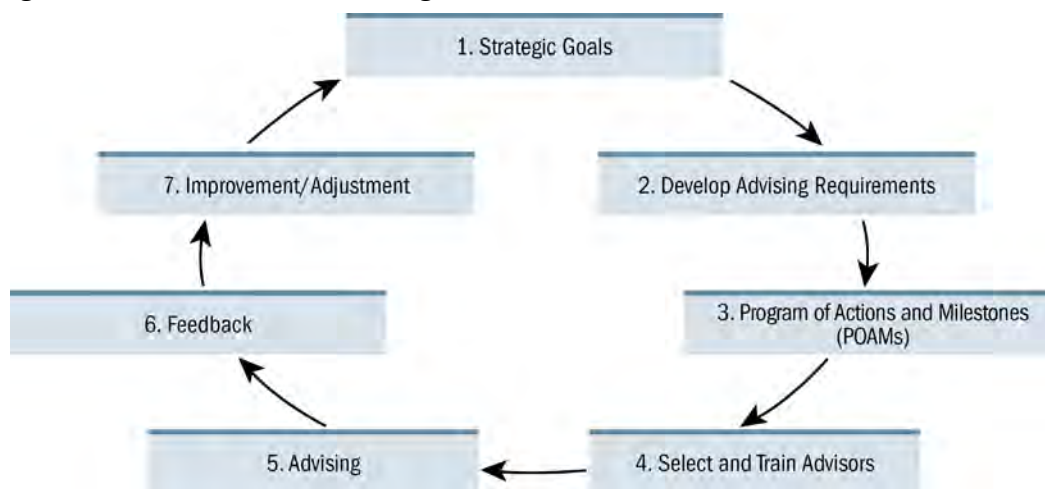 1. Strategic Goals
2. Develop Advising Requirements
3. Program of Actions and Milestones
(POAMs)
4. Select and Train Advisors
5. Advising
6. Feedback
7. Improvement/Adjustment